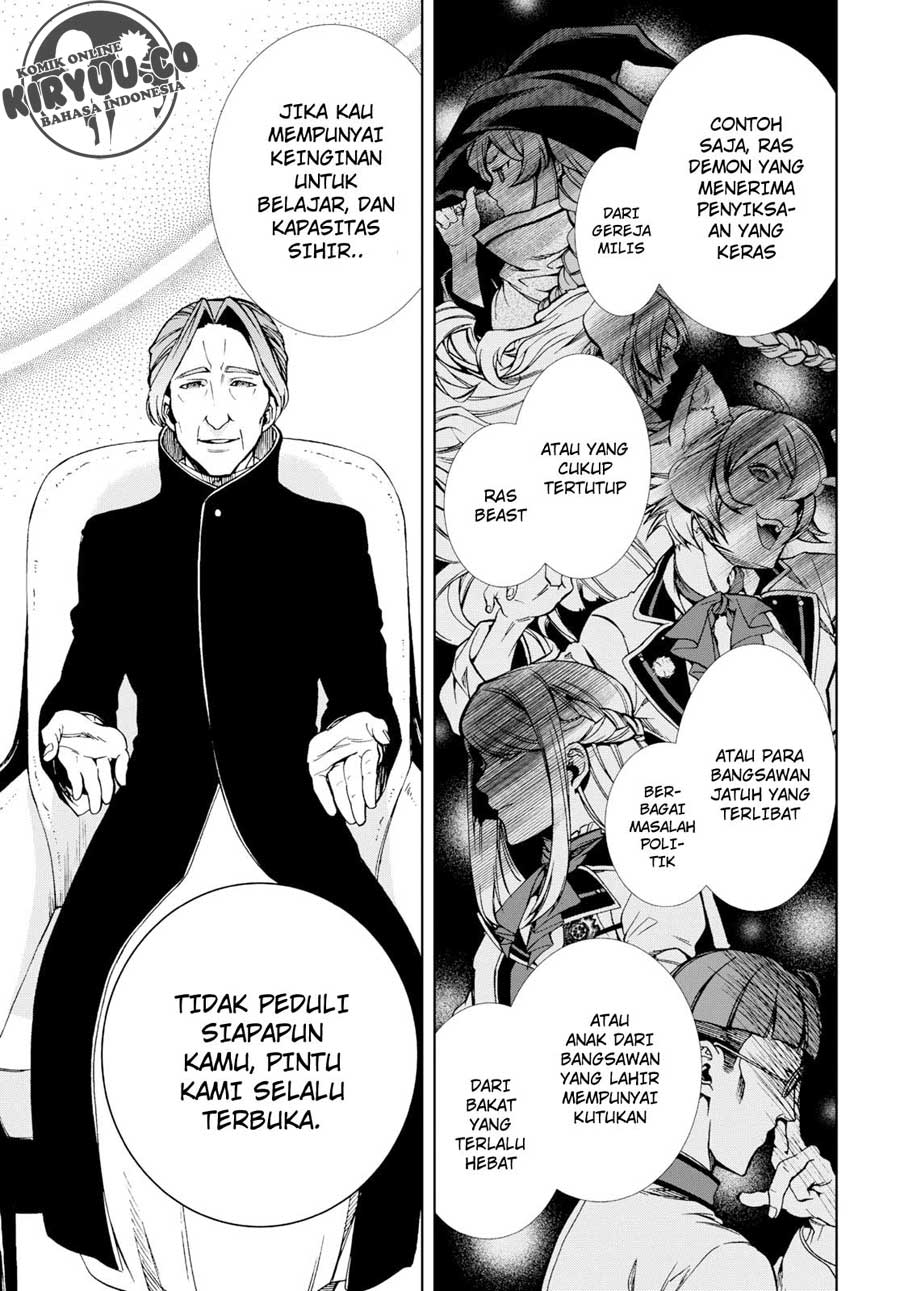 KOMIK ONLINE
KIRYUU.CO
BAHASA INDONESIA
CONTOH
SAJA, RAS
DEMON YANG
MENERIMA
PENYIKSA-
AN YANG
KERAS
DARI
GEREJA
MILIS
ATAU YANG
CUKUP
TERTUTUP
RAS
BEAST
ATAU PARA
BANGSAWAN
JATUH YANG
TERLIBAT
BER-
BAGAI
MASALAH
POLI-
TIK
ATAU
ANAK DARI
BANGSAWAN
YANG LAHIR
MEMPUNYAI
KUTUKAN
DARI
BAKAT
YANG
TERLALU
HEBAT
JIKA KAU
MEMPUNYAI
KEINGINAN
UNTUK
BELAJAR, DAN
KAPASITAS
SIHIR..
TIDAK PEDULI
SIAPAPUN
KAMU, PINTU
KAMI SELALU
TERBUKA.